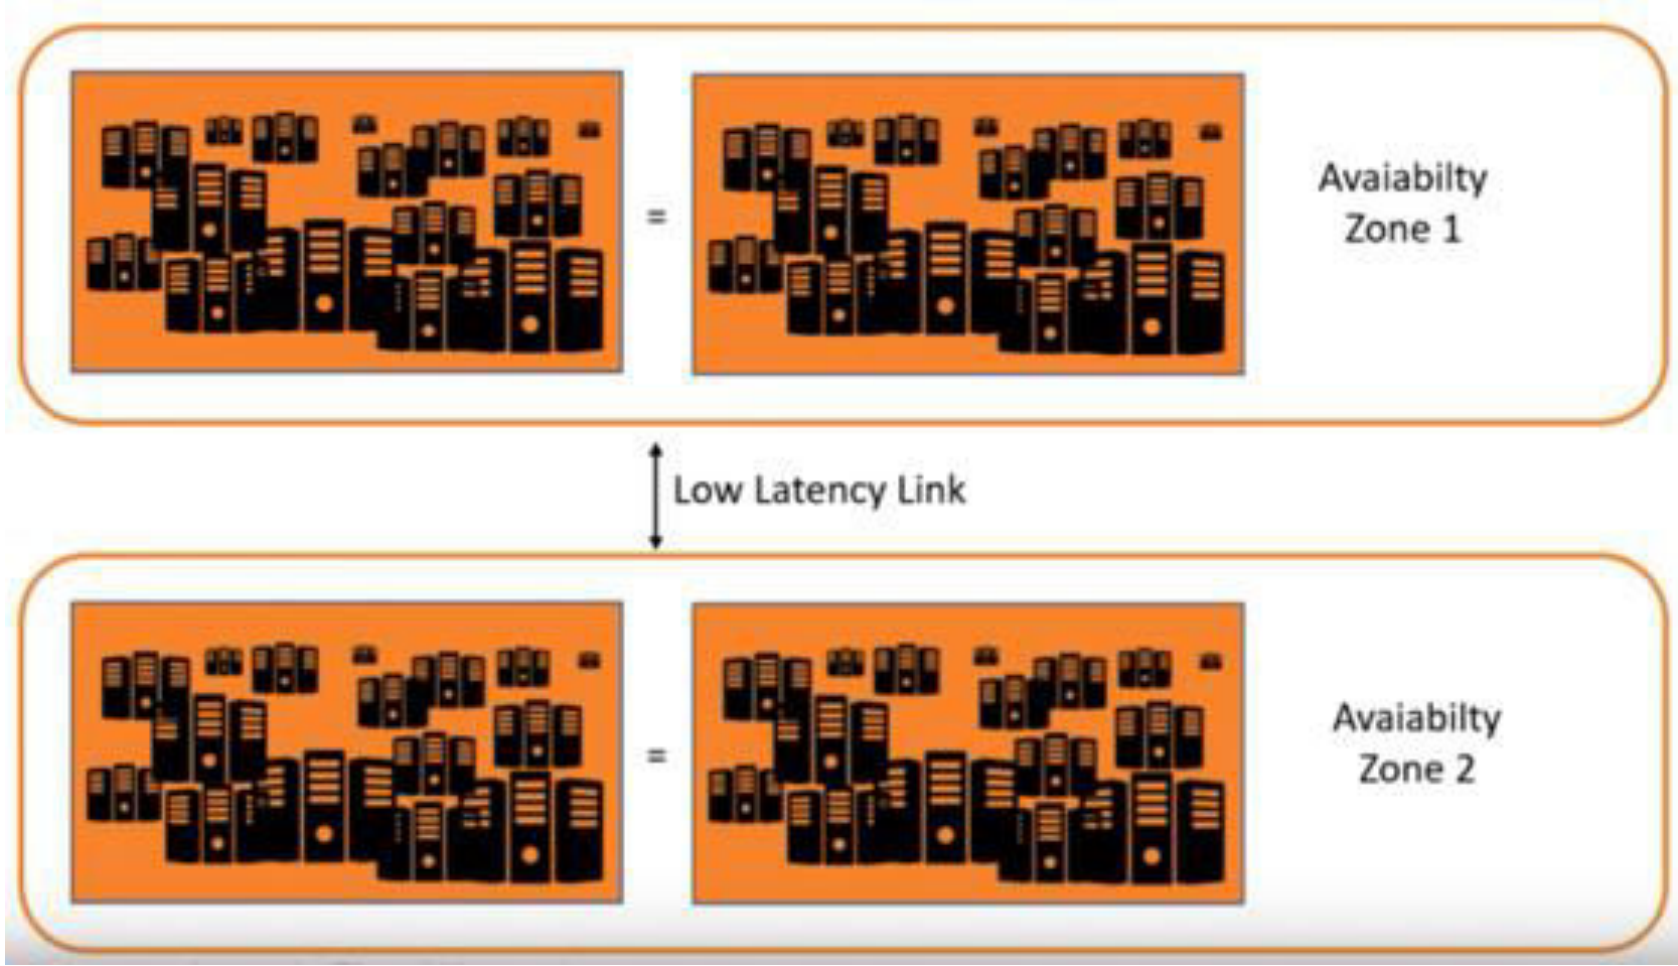 =
Avaiabilty
Zone 1
Low Latency Link
=
Avaiabilty
Zone 2